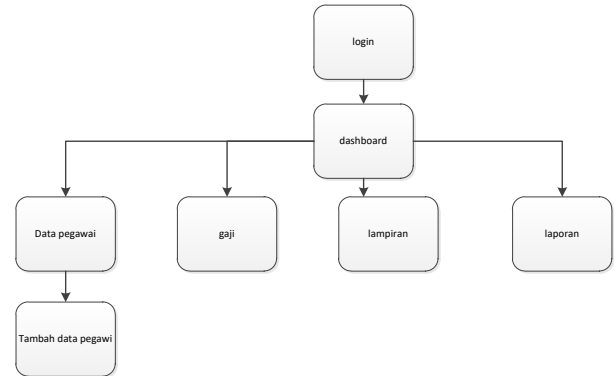 login
dashboard
Data pegawai
gaji
lampiran
laporan
Tambah data pegawi